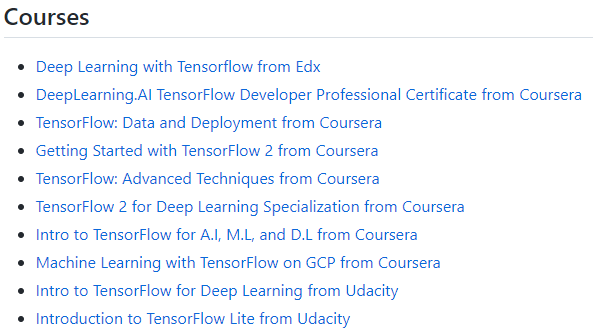 Courses
Deep Learning with Tensorflow from Edx
DeepLearning.AI TensorFlow Developer Professional Certificate from Coursera
TensorFlow: Data and Deployment from Coursera
Getting Started with TensorFlow 2 from Coursera
TensorFlow: Advanced Techniques from Coursera
TensorFlow 2 for Deep Learning Specialization from Coursera
Intro to TensorFlow for A.I, M.L, and D.L from Coursera
Machine Learning with TensorFlow on GCP from Coursera
Intro to TensorFlow for Deep Learning from Udacity
Introduction to TensorFlow Lite from Udacity